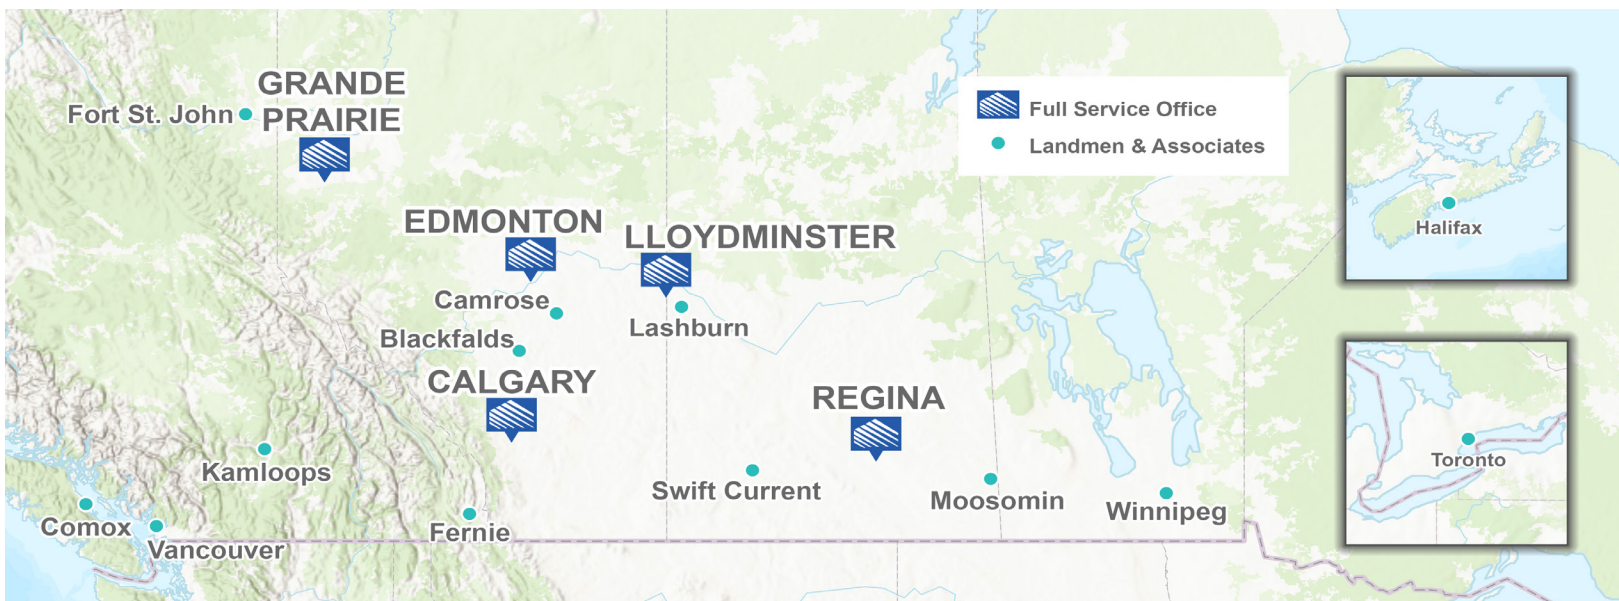 GRANDE
PRAIRIE
Fort St. John
Full Service Office
Landmen & Associates
EDMONTON
LLOYDMINSTER
Halifax
Camrose
Lashburn
Blackfalds
CALGARY
REGINA
Toronto
Kamloops
Swift Current
Moosomin
Winnipeg
Comox
Fernie
Vancouver